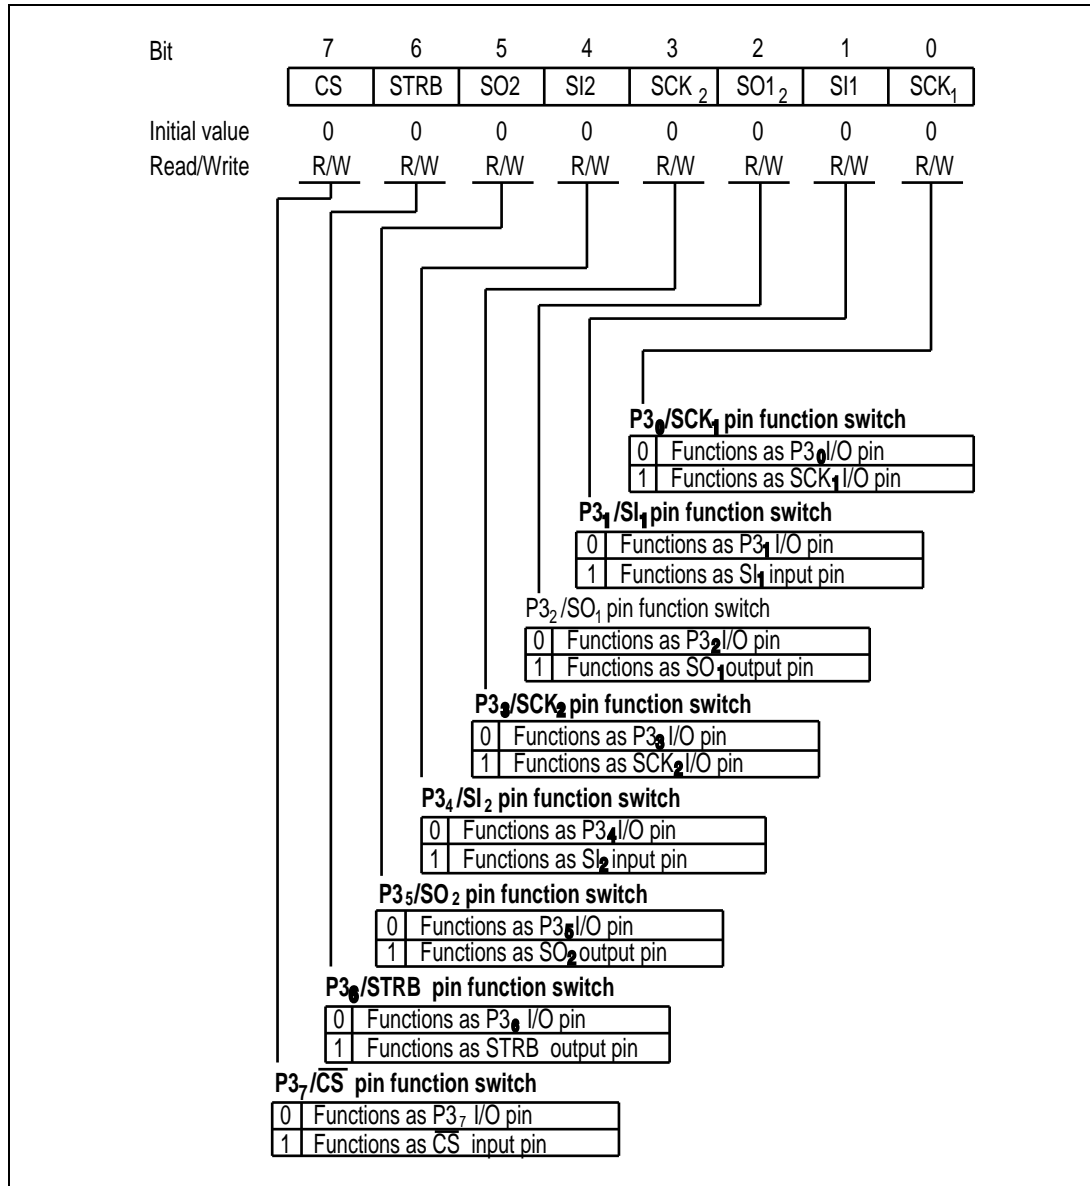 Bit 7 6 5 4 3 2 1 0
CS STRB SO2 SI2 SCK 2 SO1 2 SI1 SCK1
Initial value 0 0 0 0 0 0 0 0
Read/Write R/W R/W R/W R/W R/W R/W R/W R/W
P30/SCK1 pin function switch
0 Functions as P30 I/O pin
1 Functions as SCK1 I/O pin
P31/SI1 pin function switch
0 Functions as P31 I/O pin
1 Functions as SI1 input pin
P32/SO1 pin function switch
0 Functions as P32 I/O pin
1 Functions as SO1 output pin
P33/SCK2 pin function switch
0 Functions as P33 I/O pin
1 Functions as SCK2 I/O pin
P34/SI2 pin function switch
0 Functions as P34 I/O pin
1 Functions as SI2 input pin
P35/SO2 pin function switch
0 Functions as P35 I/O pin
1 Functions as SO2 output pin
P36/STRB pin function switch
0 Functions as P36 I/O pin
1 Functions as STRB output pin
P37/C̅S̅ pin function switch
0 Functions as P37 I/O pin
1 Functions as C̅S̅ input pin